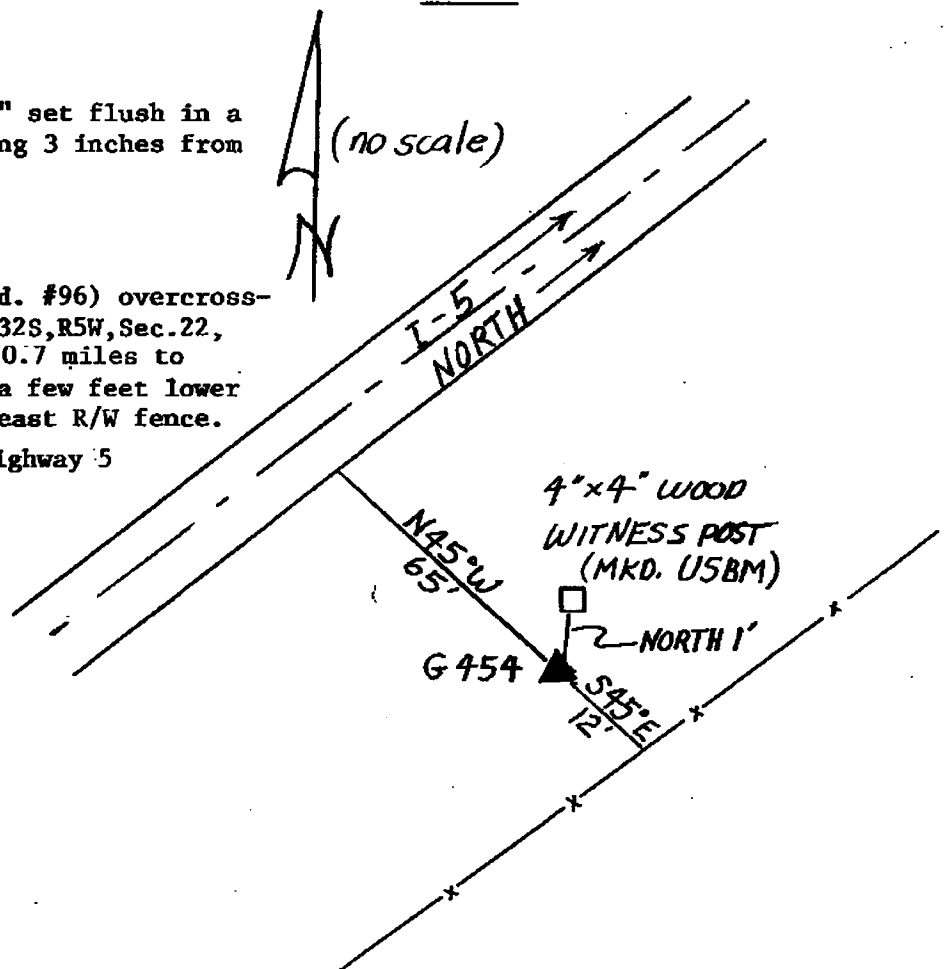 " set flush in a
ng 3 inches from
(no scale)
N
d. #96) overcross-
32S,R5W,Sec.22,
0.7 miles to
a few feet lower
east R/W fence.
ighway 5
I-5
NORTH
4"x4" WOOD
WITNESS POST
(MKD. USBM)
N45°W
65'
NORTH 1'
G 454
S45°E
12'